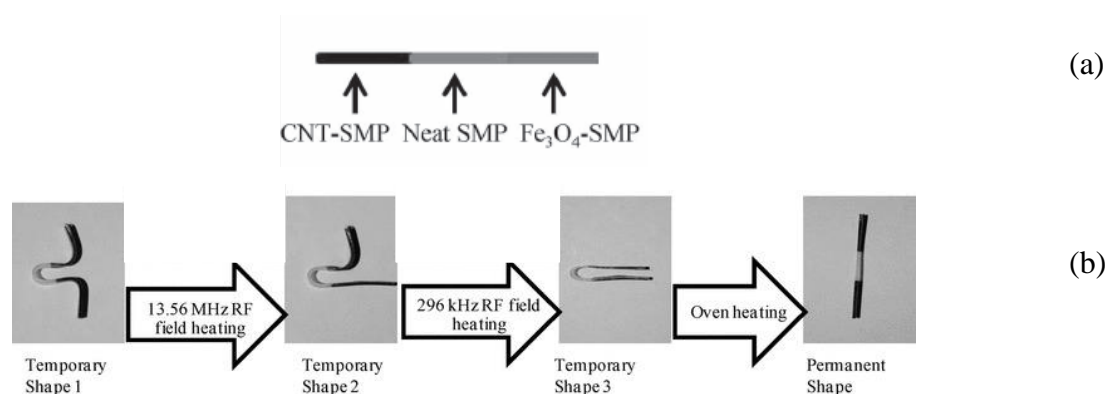 (a)
CNT-SMP Neat SMP Fe₃O₄-SMP
(b)
13.56 MHz RF
field heating
296 kHz RF field
heating
Oven heating
Temporary
Shape 1
Temporary
Shape 2
Temporary
Shape 3
Permanent
Shape